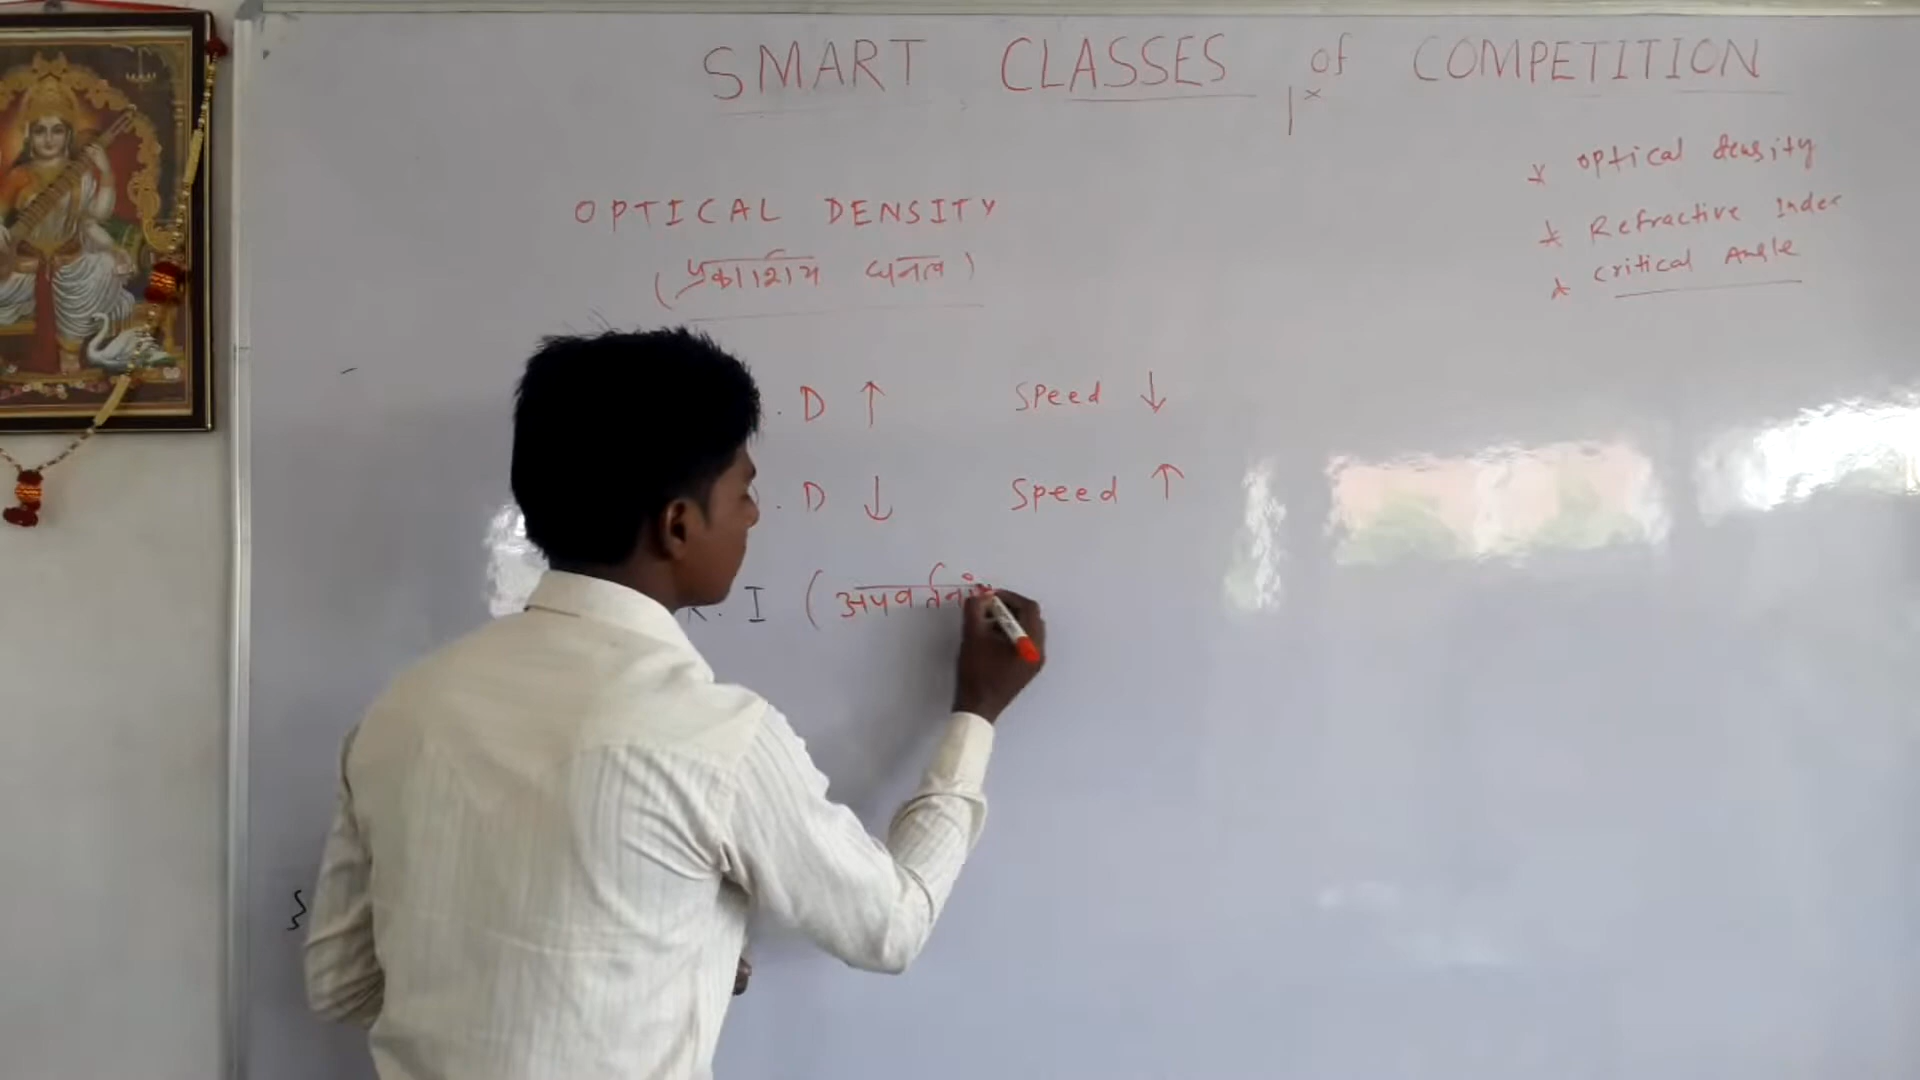 SMART CLASSES of COMPETITION
* optical density
* Refractive Index
* Critical Angle
OPTICAL DENSITY
(प्रकाशिय घनत्व)
. D ↑ Speed ↓
. D ↓ Speed ↑
R. I (अपवर्तनां